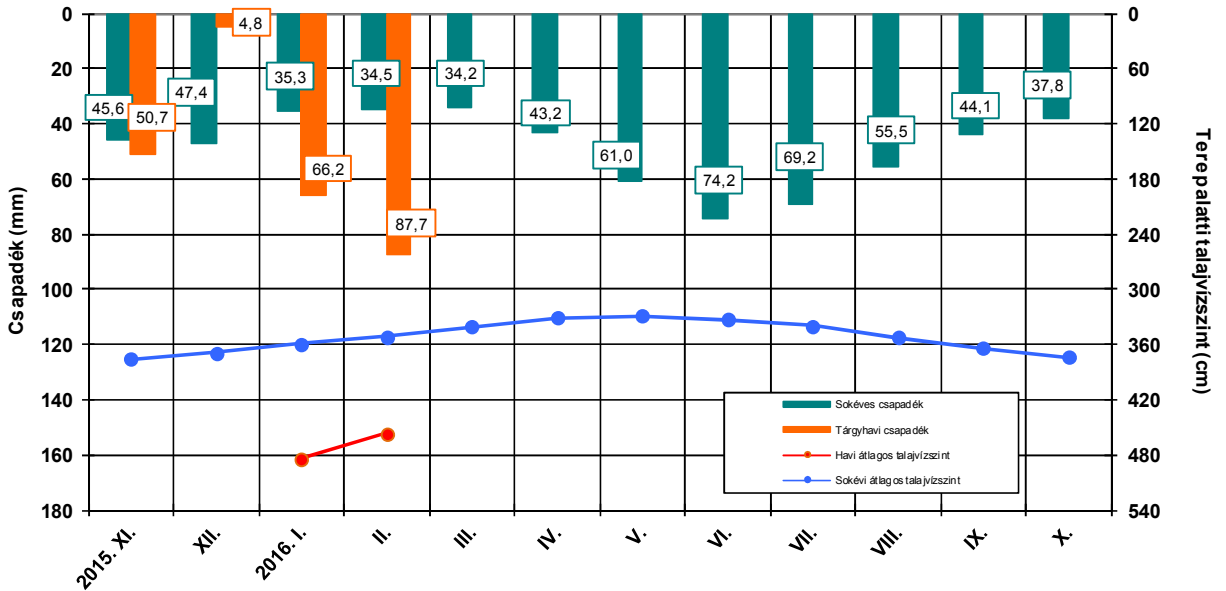 0
20
40
60
80
100
120
140
160
180
Csapadék (mm)
45,6
50,7
47,4
4,8
35,3
66,2
34,5
87,7
34,2
43,2
61,0
74,2
69,2
55,5
44,1
37,8
0
60
120
180
240
300
360
420
480
540
Terepalatti talajvízszint (cm)
Sokéves csapadék
Tárgyhavi csapadék
Havi átlagos talajvízszint
Sokévi átlagos talajvízszint
2015. XI.
XII.
2016. I.
II.
III.
IV.
V.
VI.
VII.
VIII.
IX.
X.